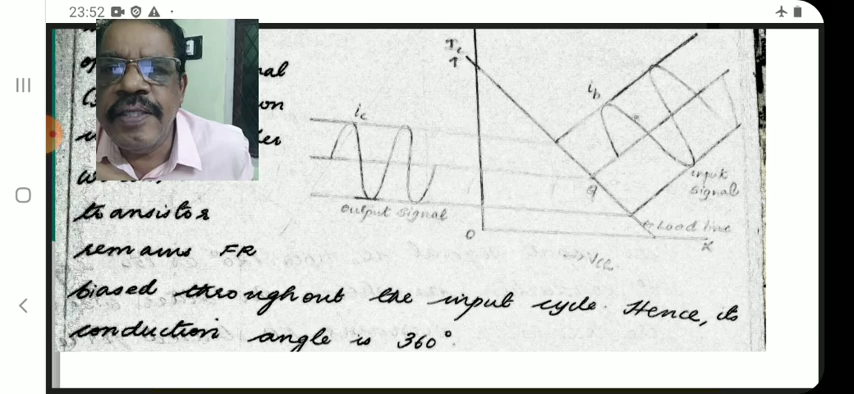 23:52
Ic
ic
ib
input
signal
Q
output signal
Load line
O
transistor
remains FR
biased throughout the input cycle. Hence, its
conduction angle is 360°.